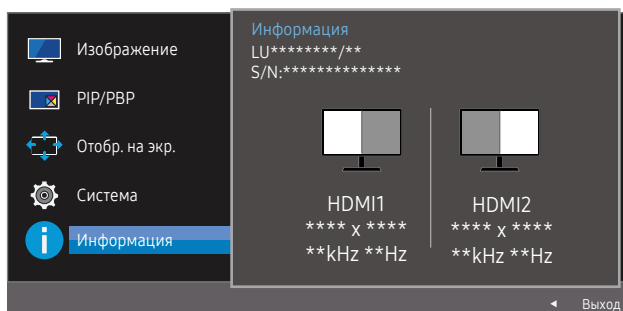 Изображение
PIP/PBP
Отобр. на экр.
Система
Информация
Информация
LU********/**
S/N:**************
HDMI1
**** x ****
**kHz **Hz
HDMI2
**** x ****
**kHz **Hz
Выход